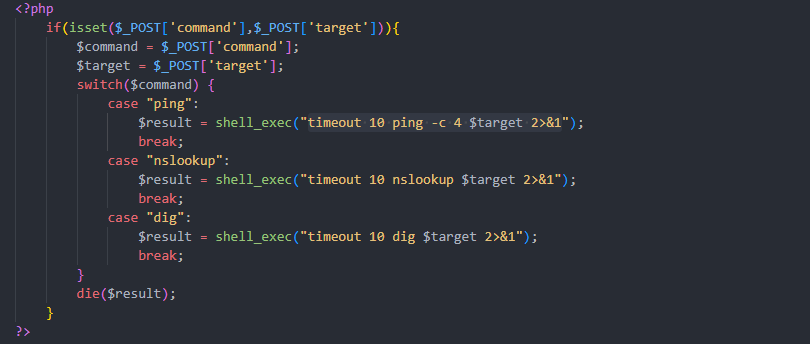 <?php
    if(isset($_POST['command'],$_POST['target'])){
        $command = $_POST['command'];
        $target = $_POST['target'];
        switch($command) {
            case "ping":
                $result = shell_exec("timeout 10 ping -c 4 $target 2>&1");
                break;
            case "nslookup":
                $result = shell_exec("timeout 10 nslookup $target 2>&1");
                break;
            case "dig":
                $result = shell_exec("timeout 10 dig $target 2>&1");
                break;
        }
        die($result);
    }
?>